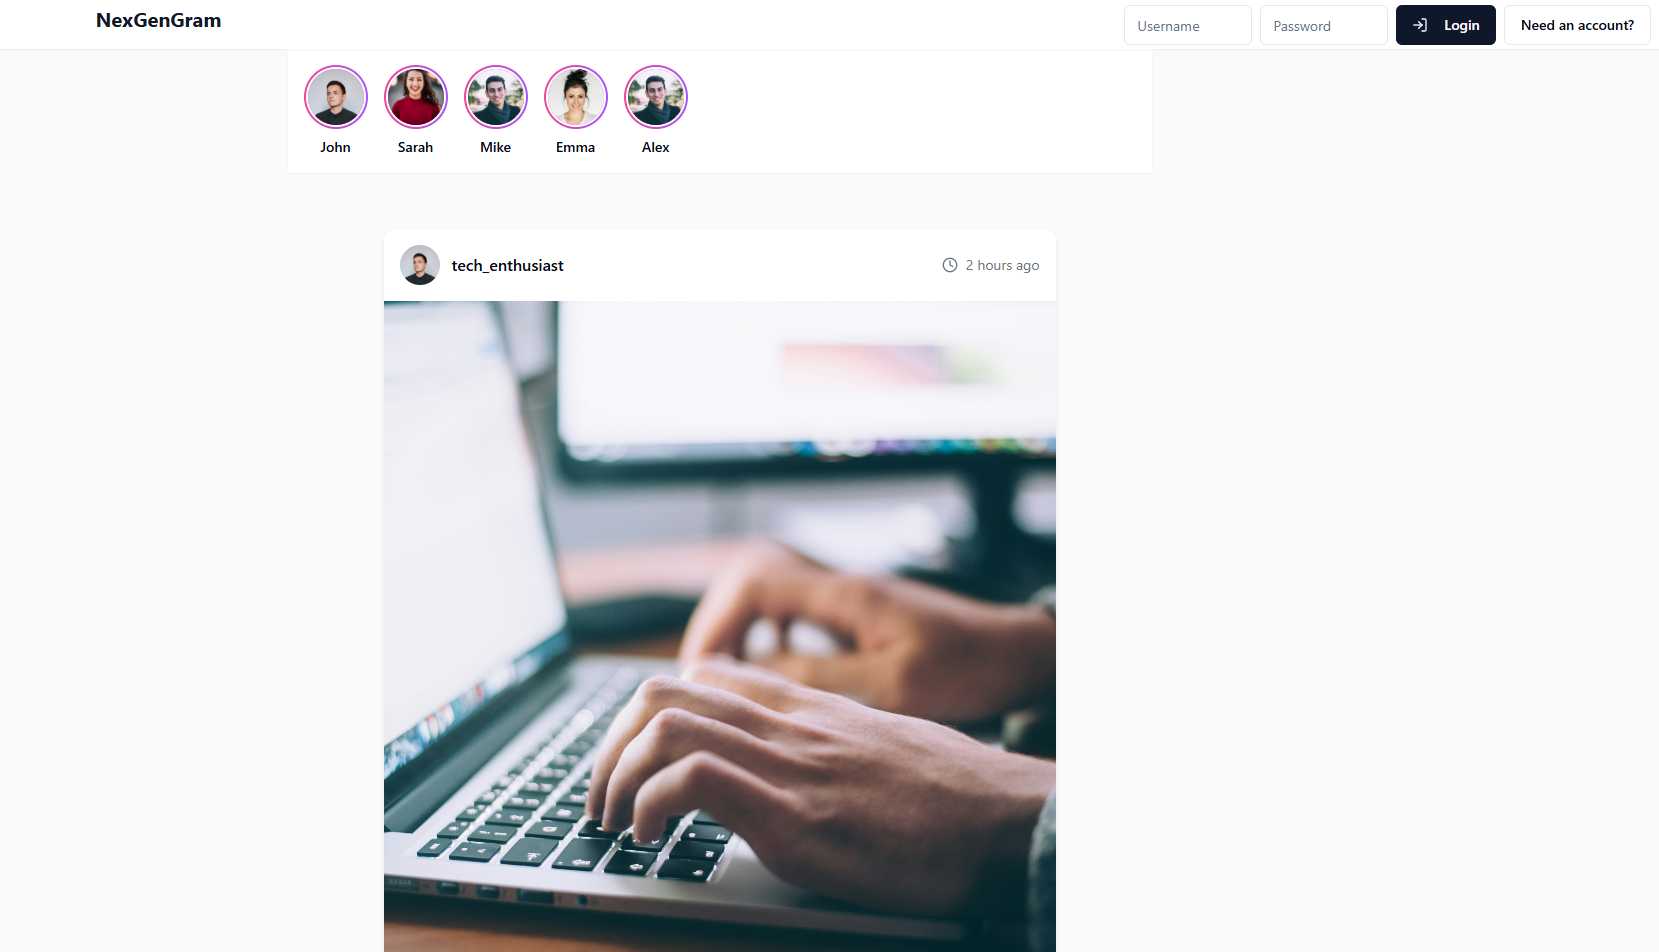 NexGenGram
Username
Password
Login
Need an account?
John
Sarah
Mike
Emma
Alex
tech_enthusiast
2 hours ago